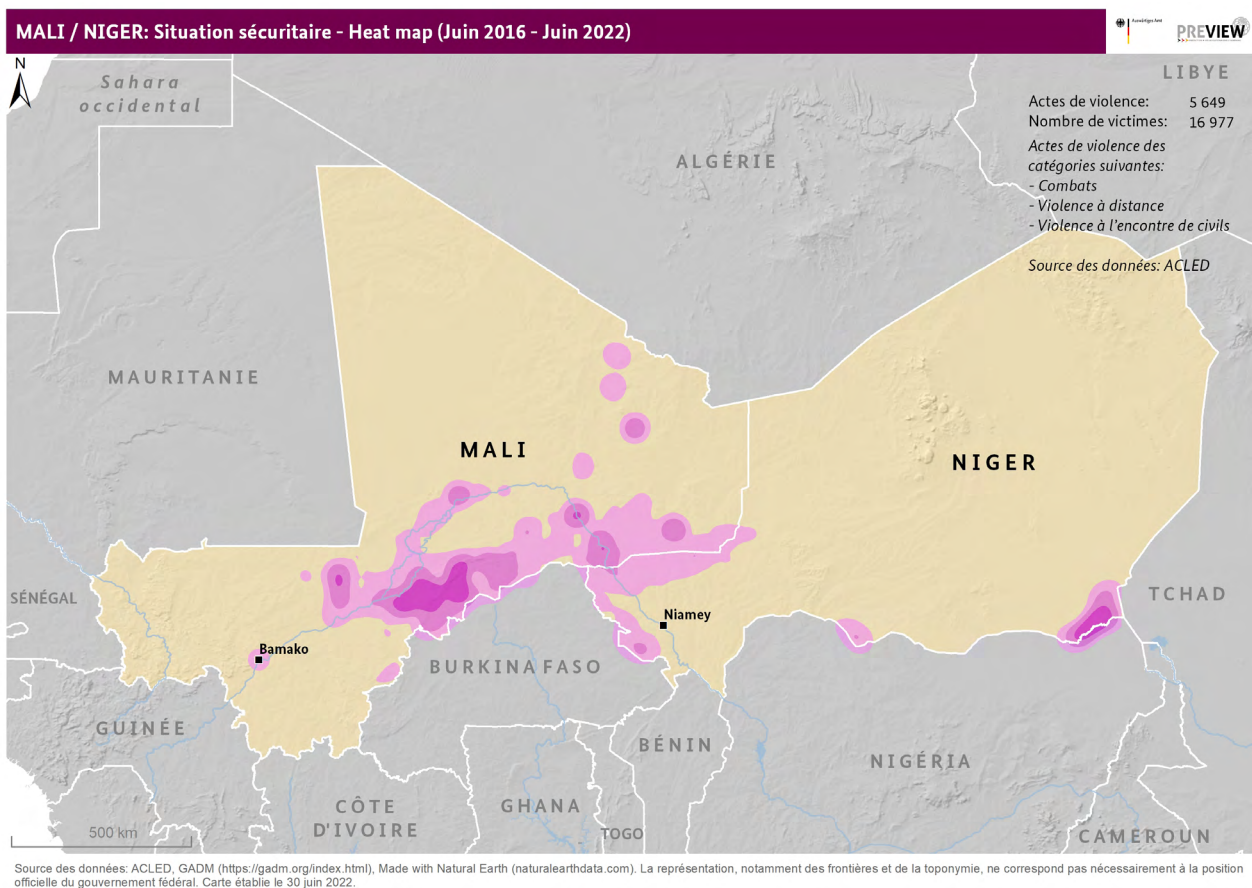 MALI / NIGER: Situation sécuritaire - Heat map (Juin 2016 - Juin 2022)
Auswärtiges Amt
PREVIEW
N
Sahara
occidental
LIBYE
Actes de violence: 5 649
Nombre de victimes: 16 977
Actes de violence des
catégories suivantes:
- Combats
- Violence à distance
- Violence à l'encontre de civils
Source des données: ACLED
ALGÉRIE
MAURITANIE
MALI
NIGER
SÉNÉGAL
TCHAD
Niamey
Bamako
BURKINA FASO
GUINÉE
BÉNIN
NIGÉRIA
CÔTE
D'IVOIRE
GHANA
TOGO
CAMEROUN
500 km
Source des données: ACLED, GADM (https://gadm.org/index.html), Made with Natural Earth (naturalearthdata.com). La représentation, notamment des frontières et de la toponymie, ne correspond pas nécessairement à la position
officielle du gouvernement fédéral. Carte établie le 30 juin 2022.